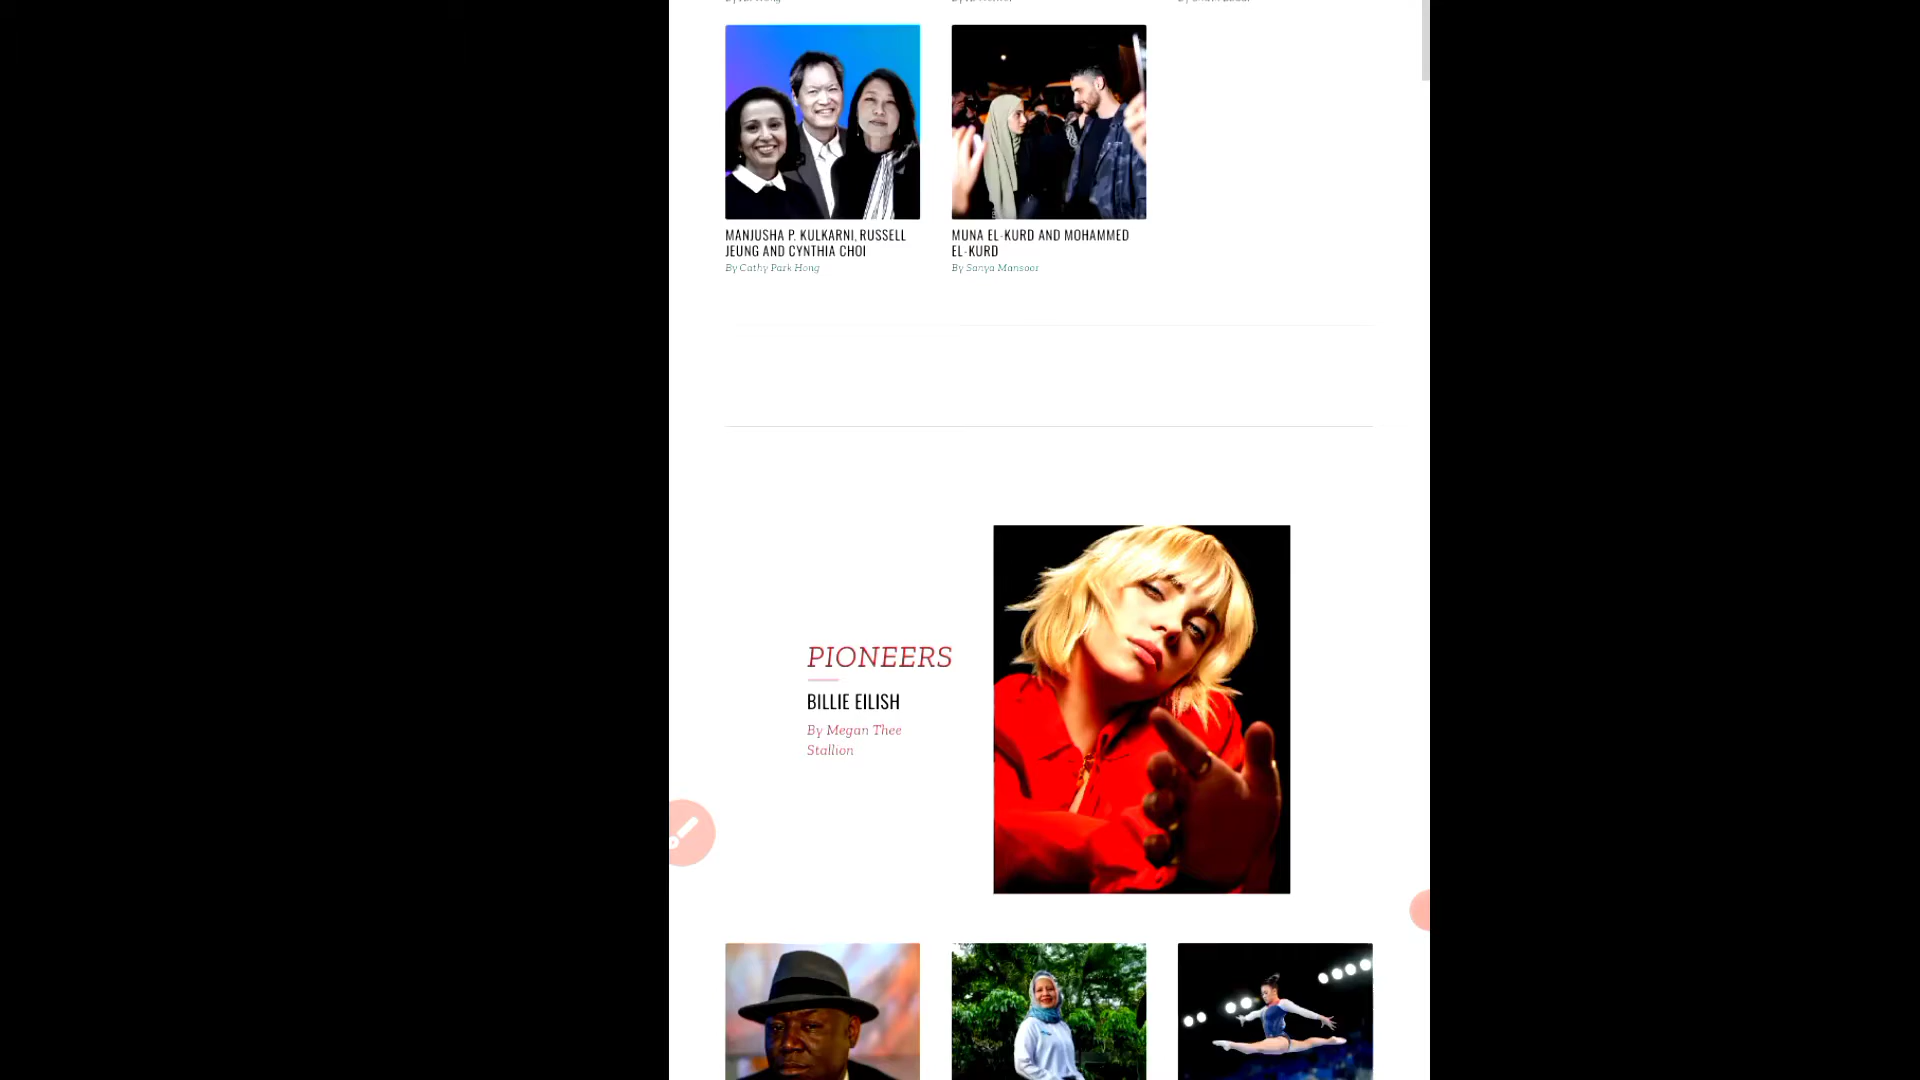 MANJUSHA P. KULKARNI, RUSSELL
JEUNG AND CYNTHIA CHOI
By Cathy Park Hong
MUNA EL-KURD AND MOHAMMED
EL-KURD
By Sanya Mansoor
PIONEERS
BILLIE EILISH
By Megan Thee
Stallion